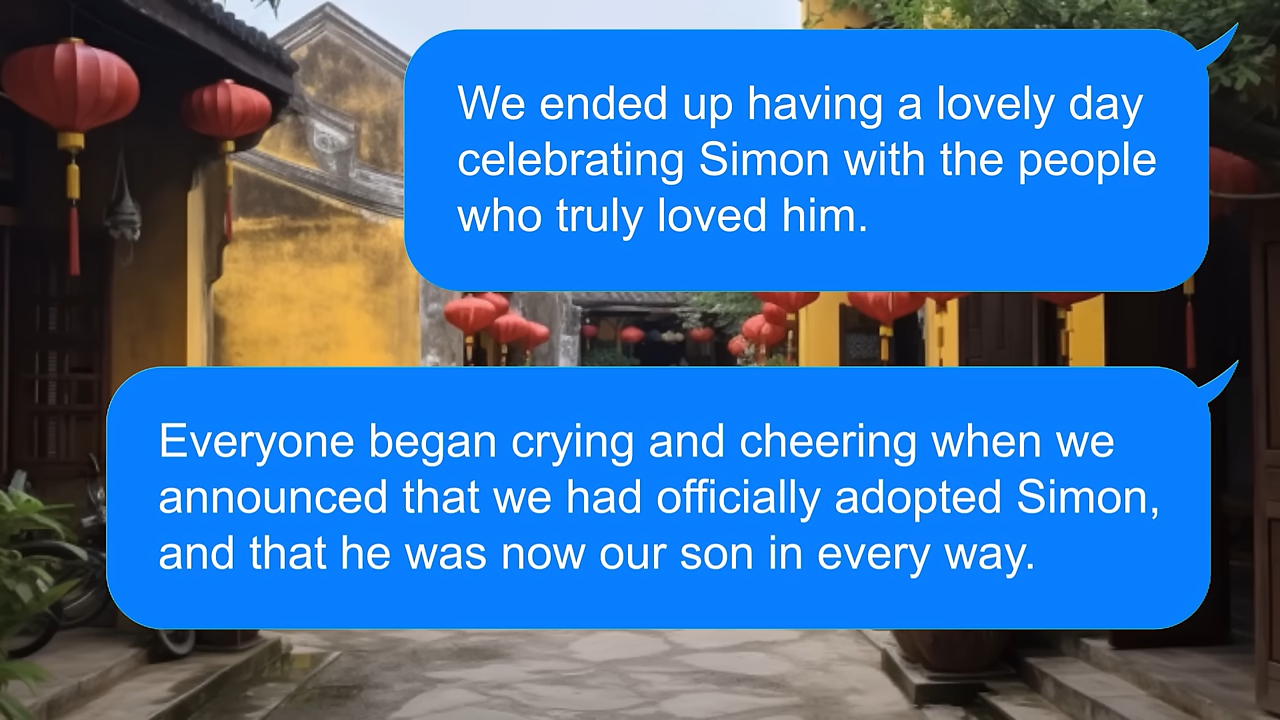 We ended up having a lovely day
celebrating Simon with the people
who truly loved him.
Everyone began crying and cheering when we
announced that we had officially adopted Simon,
and that he was now our son in every way.